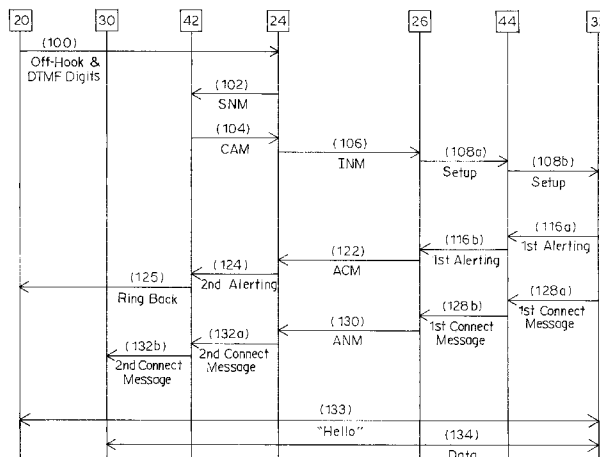 20 30 42 24 26 44
(100)
Off-Hook &
DTMF Digits
(102)
SNM
(104)
CAM
(106)
INM
(108a)
Setup
(108b)
Setup
(116a)
1st Alerting
(116b)
1st Alerting
(122)
ACM
(124)
2nd Alerting
(125)
Ring Back
(128a)
1st Connect
Message
(128b)
1st Connect
Message
(130)
ANM
(132a)
2nd Connect
Message
(132b)
2nd Connect
Message
(133)
"Hello"
(134)
Data